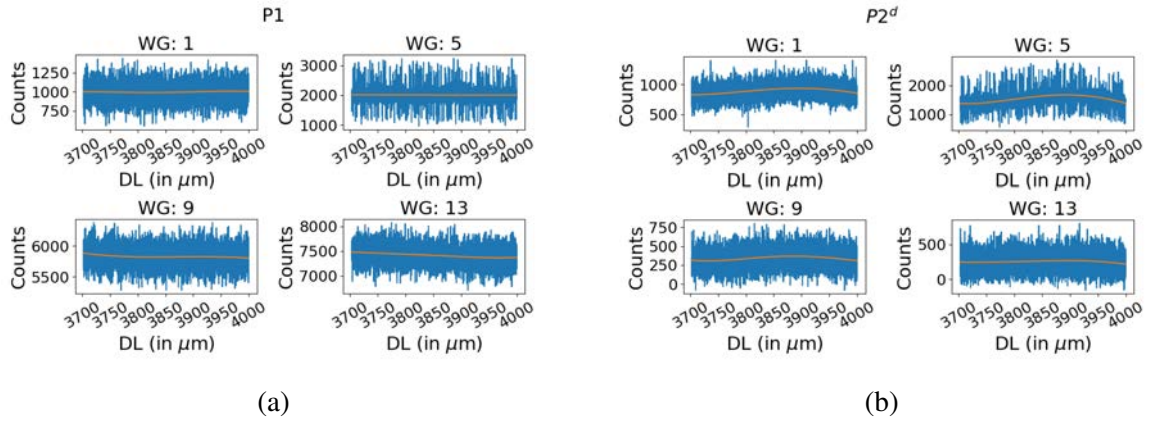 P1
WG: 1
WG: 5
Counts
1250
1000
750
3700
3750
3800
3850
3900
3950
4000
DL (in μm)
Counts
3000
2000
1000
3700
3750
3800
3850
3900
3950
4000
DL (in μm)
WG: 9
WG: 13
Counts
6000
5500
3700
3750
3800
3850
3900
3950
4000
DL (in μm)
Counts
8000
7500
7000
3700
3750
3800
3850
3900
3950
4000
DL (in μm)
(a)
P2ᵈ
WG: 1
WG: 5
Counts
1000
500
3700
3750
3800
3850
3900
3950
4000
DL (in μm)
Counts
2000
1000
3700
3750
3800
3850
3900
3950
4000
DL (in μm)
WG: 9
WG: 13
Counts
750
500
250
0
3700
3750
3800
3850
3900
3950
4000
DL (in μm)
Counts
500
0
3700
3750
3800
3850
3900
3950
4000
DL (in μm)
(b)